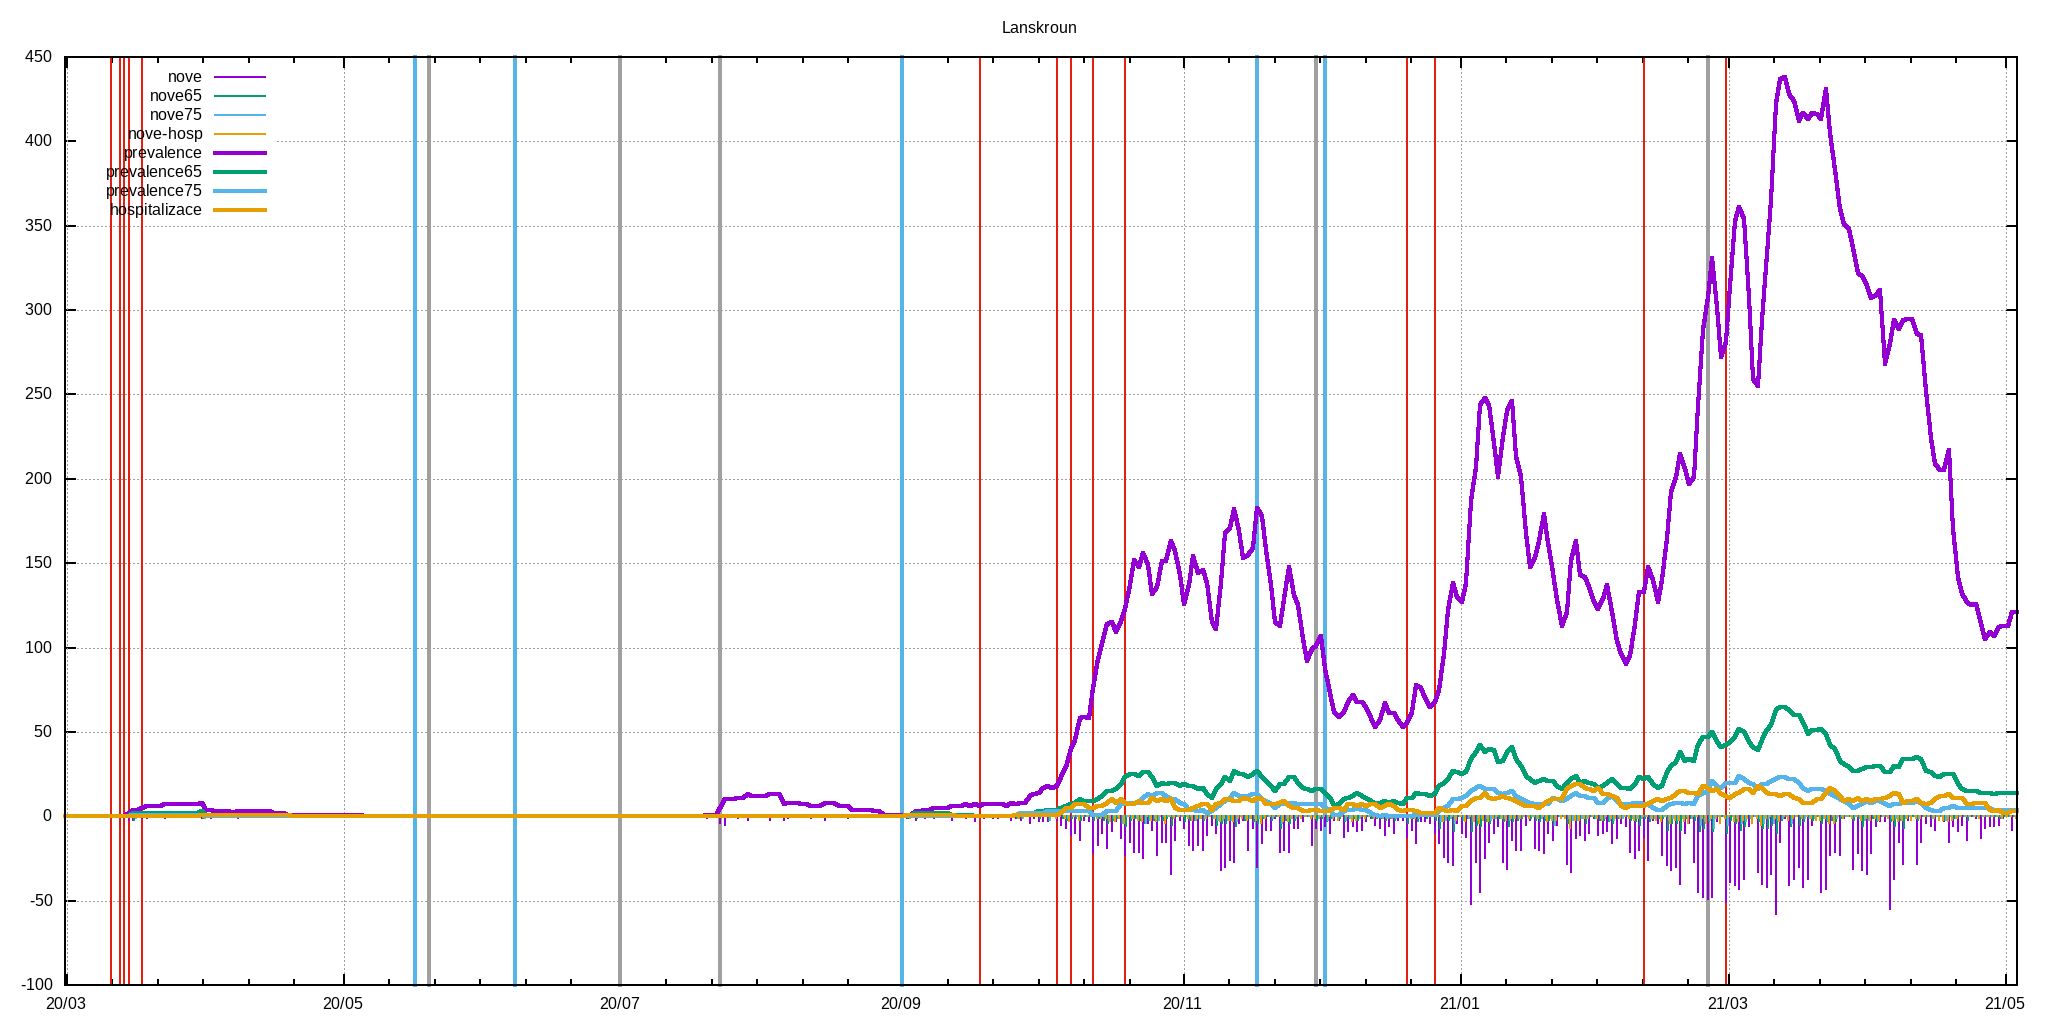 Lanskroun
450
400
350
300
250
200
150
100
50
0
-50
-100
nove
nove65
nove75
nove-hosp
prevalence
prevalence65
prevalence75
hospitalizace
20/03
20/05
20/07
20/09
20/11
21/01
21/03
21/05